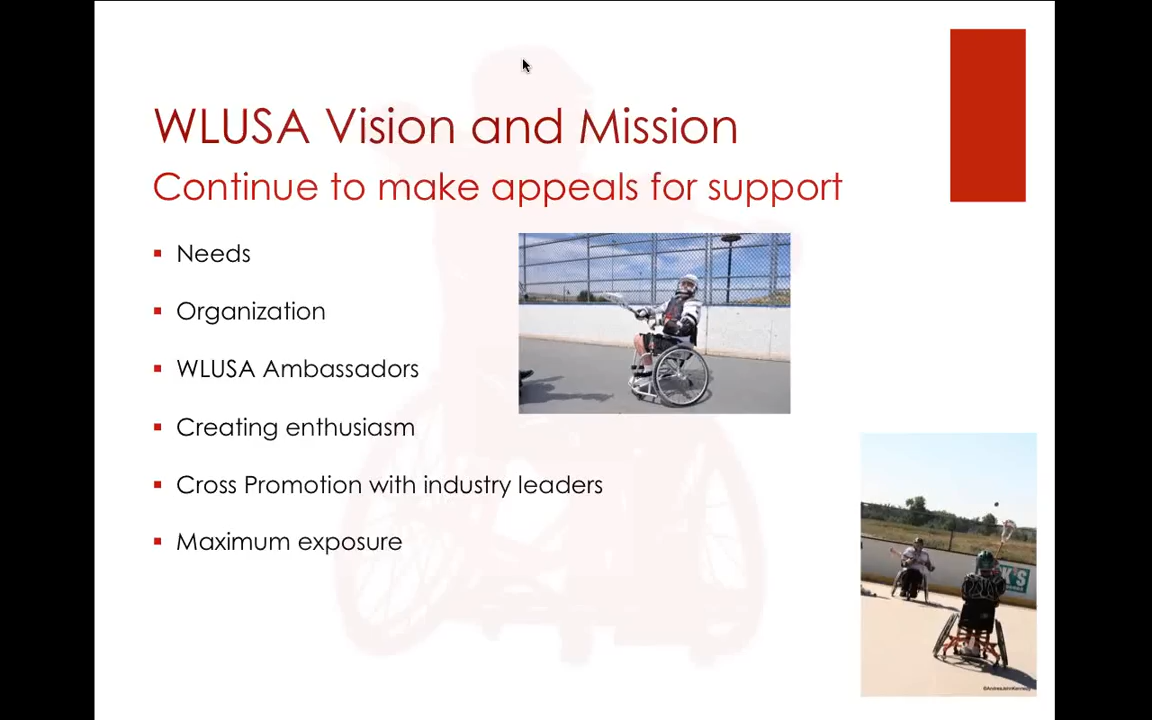 WLUSA Vision and Mission
Continue to make appeals for support
Needs
Organization
WLUSA Ambassadors
Creating enthusiasm
Cross Promotion with industry leaders
Maximum exposure
K'S